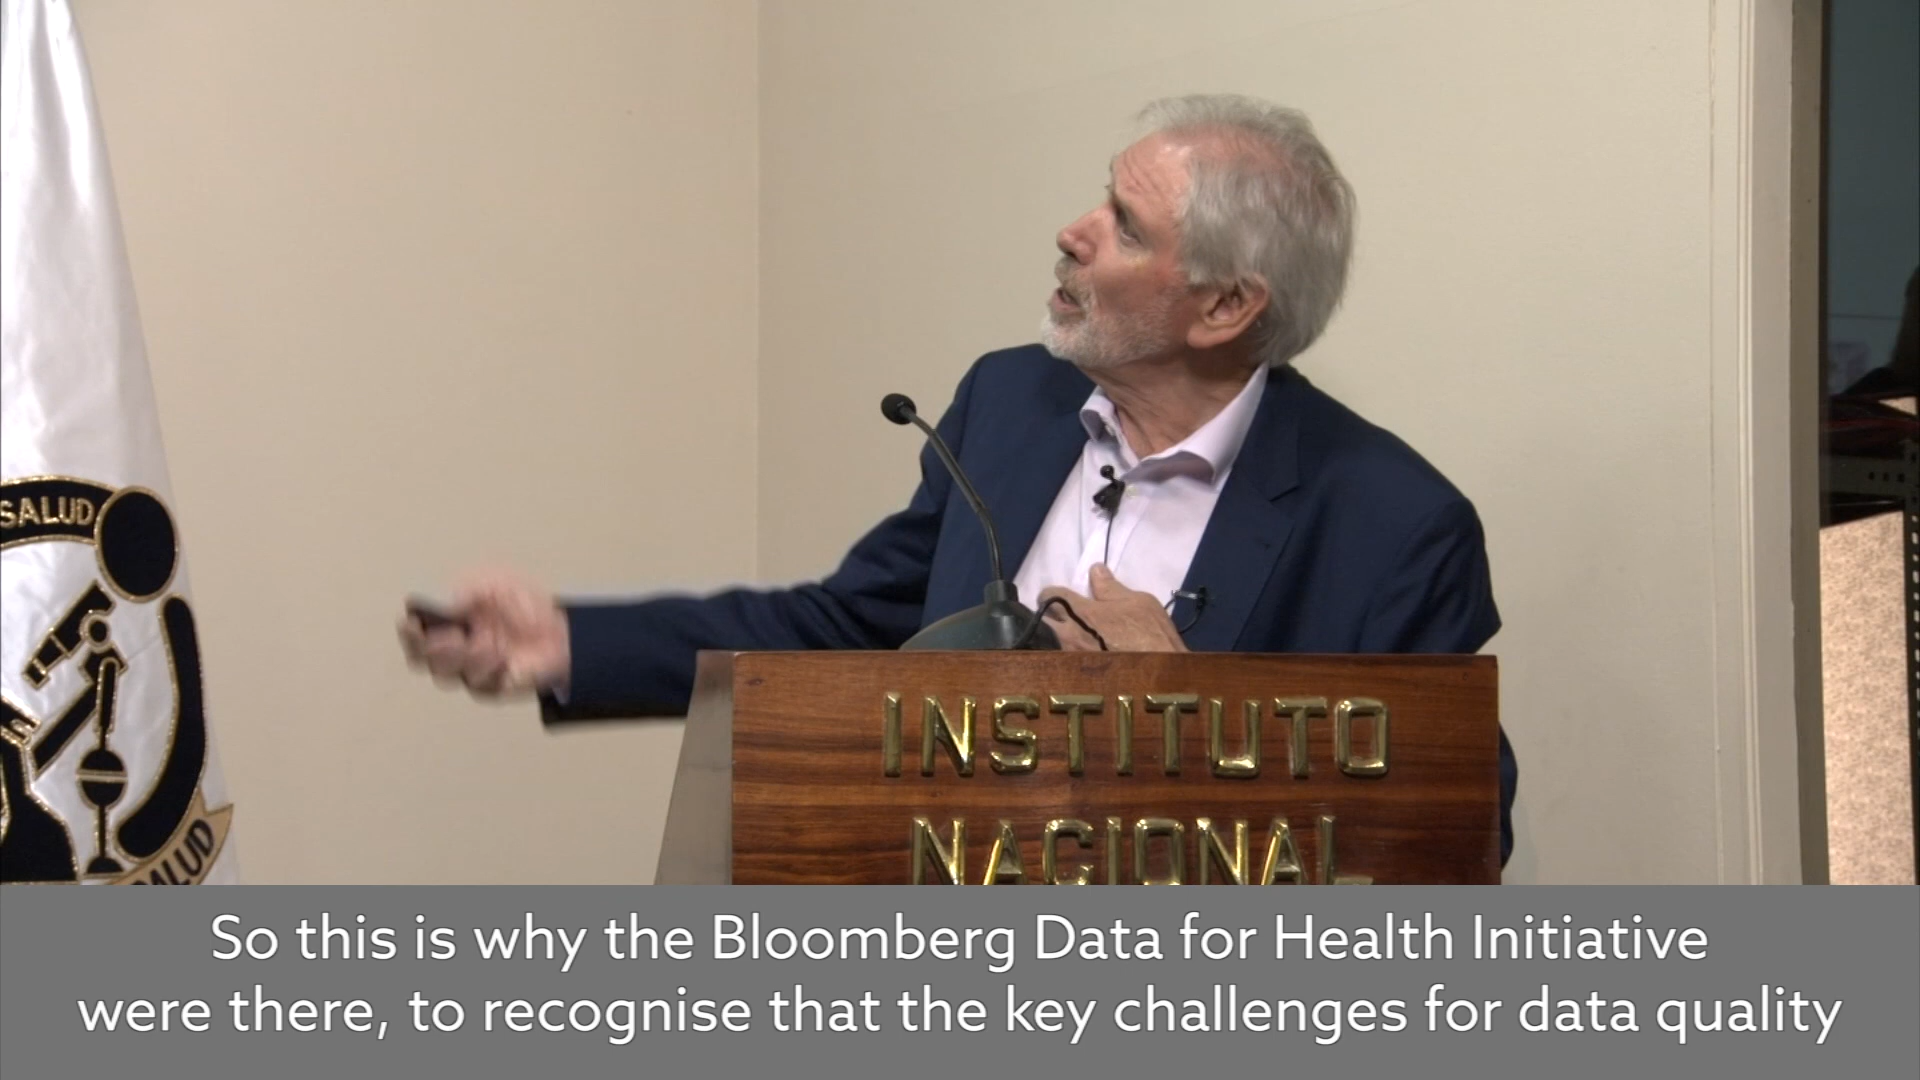 SALUD
SALUD
INSTITUTO
NACIONAL
So this is why the Bloomberg Data for Health Initiative
were there, to recognise that the key challenges for data quality